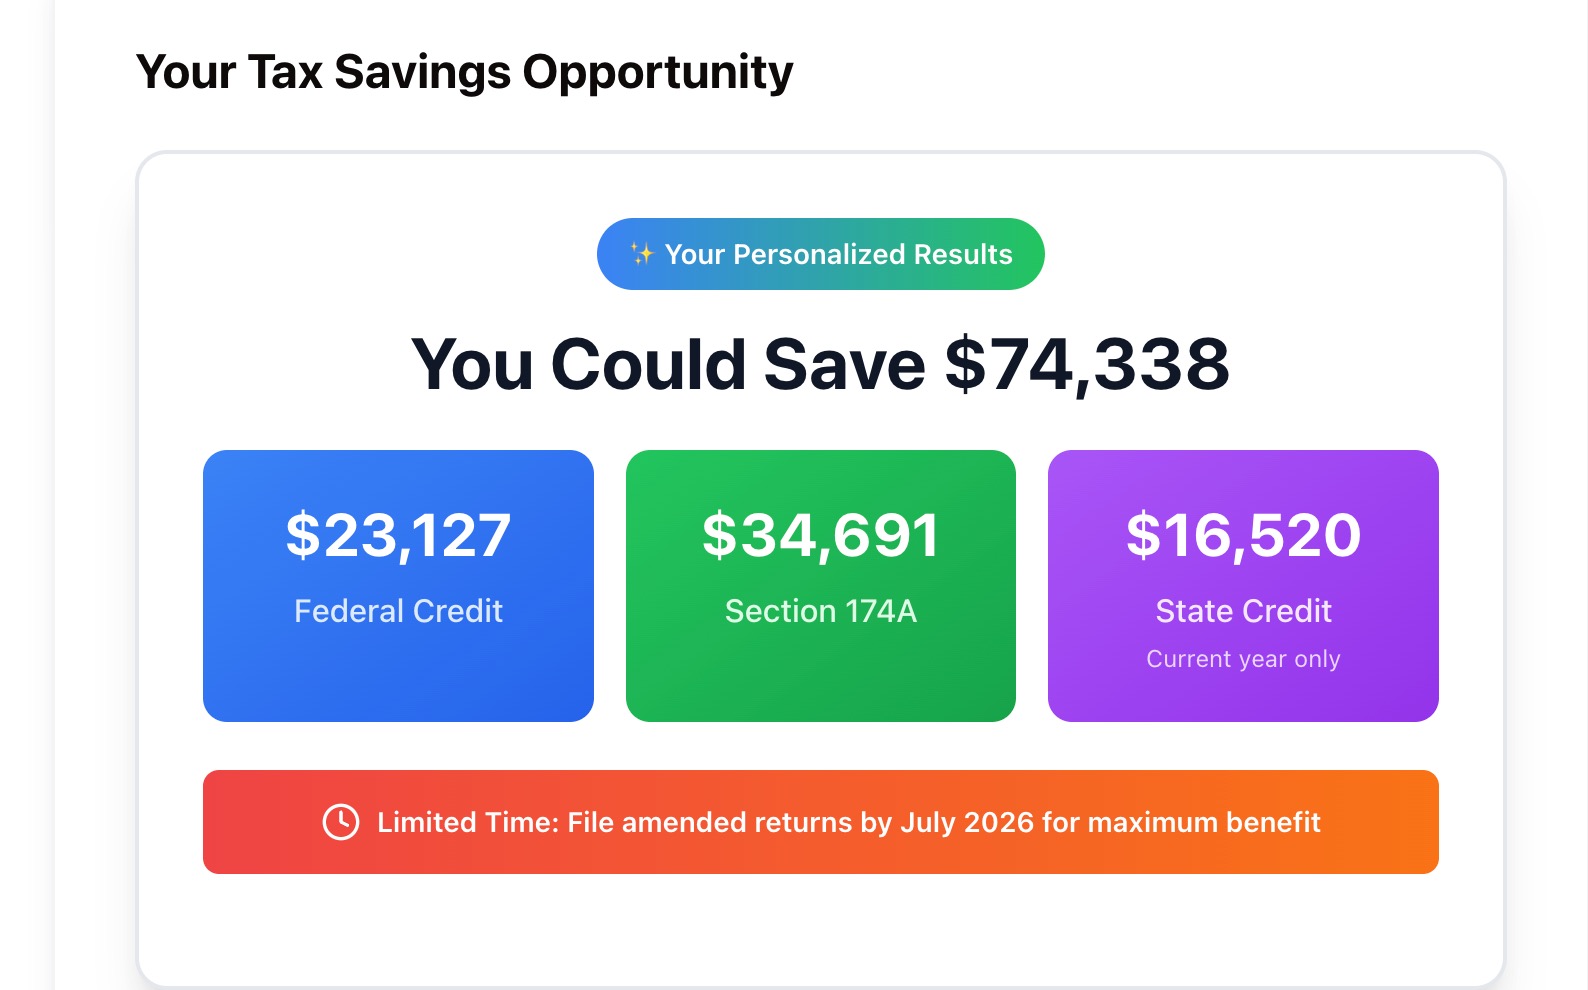 Your Tax Savings Opportunity
✨ Your Personalized Results
You Could Save $74,338
$23,127
Federal Credit
$34,691
Section 174A
$16,520
State Credit
Current year only
Limited Time: File amended returns by July 2026 for maximum benefit